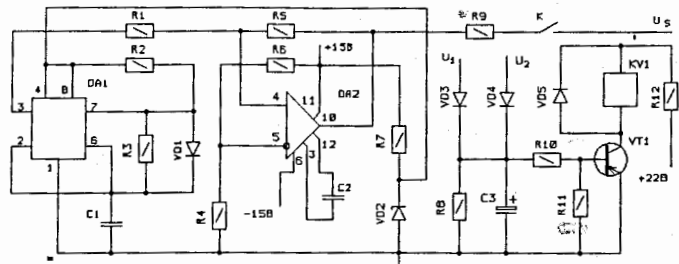 R1
R5
R9
K
U S
R2
R6
+15В
U1
U2
KV1
4
8
DA1
4
11
DA2
VD3
VD4
VD5
R12
3
7
10
2
6
R3
VD1
5
12
R7
R10
VT1
1
6
3
+22В
C1
R4
-15В
C2
VD2
R8
C3
+
R11